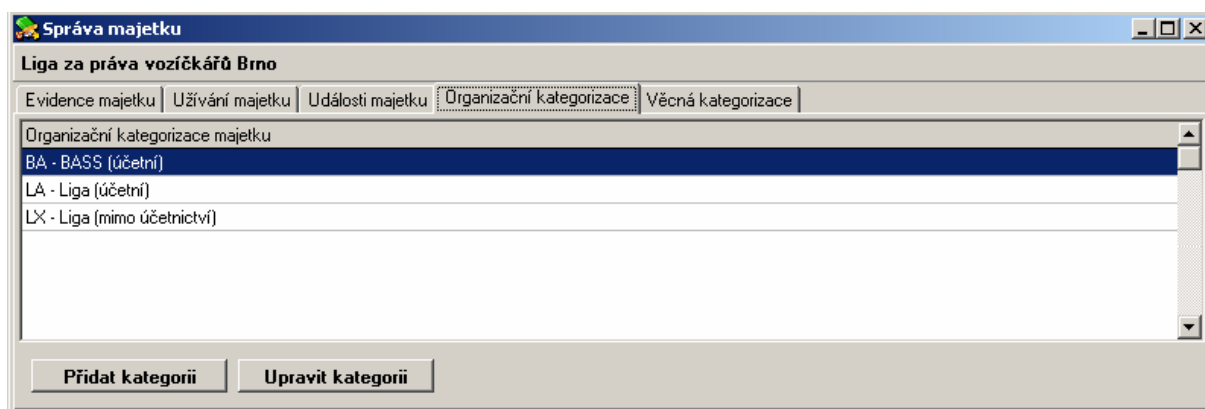 Správa majetku
Liga za práva vozíčkářů Brno
Evidence majetku Užívání majetku Události majetku Organizační kategorizace Věcná kategorizace
Organizační kategorizace majetku
BA - BASS (účetní)
LA - Liga (účetní)
LX - Liga (mimo účetnictví)
Přidat kategorii Upravit kategorii